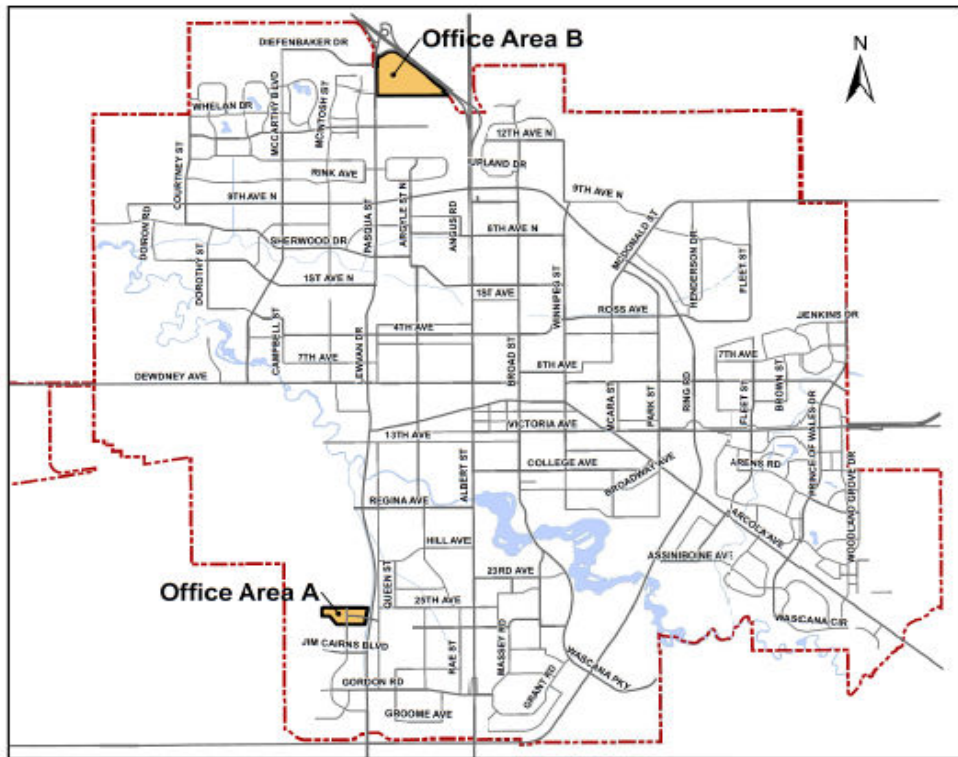 DIEFENBAKER DR
Office Area B
N
WHELAN DR
MCCARTHY BLVD
MCINTOSH ST
12TH AVE N
UPLAND DR
COURTNEY ST
RINK AVE
9TH AVE N
9TH AVE N
DOIRON RD
PASQUA ST
ARGYLE ST N
ANGUS RD
MCDONALD ST
SHERWOOD DR
6TH AVE N
HENDERSON DR
FLEET ST
DOROTHY ST
1ST AVE N
1ST AVE
WINNIPEG ST
ROSS AVE
JENKINS DR
CAMPBELL ST
LEWVAN DR
4TH AVE
BROAD ST
7TH AVE
7TH AVE
8TH AVE
DEWDNEY AVE
MCARA ST
PARK ST
RING RD
FLEET ST
BROWN ST
PRINCE OF WALES DR
13TH AVE
VICTORIA AVE
ALBERT ST
COLLEGE AVE
BROADWAY AVE
ARENS RD
WOODLAND GROVE DR
REGINA AVE
ARCOLA AVE
HILL AVE
ASSINIBOINE AVE
QUEEN ST
23RD AVE
Office Area A
25TH AVE
WASCANA CIR
JIM CAIRNS BLVD
RAE ST
MASSEY RD
WASCANA PKY
GORDON RD
GRANT RD
GROOME AVE